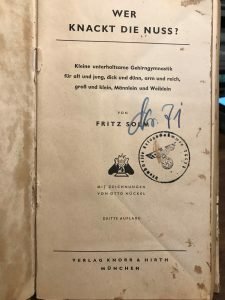 WER
KNACKT DIE NUSS?
Kleine unterhaltsame Gehirngymnastik
für alt und jung, dick und dünn, arm und reich,
groß und klein, Männlein und Weiblein
VON
FRITZ
MIT ZEICHNUNGEN
VON OTTO NÜCKEL
DRITTE AUFLAGE
VERLAG KNORR & HIRTH
MÜNCHEN